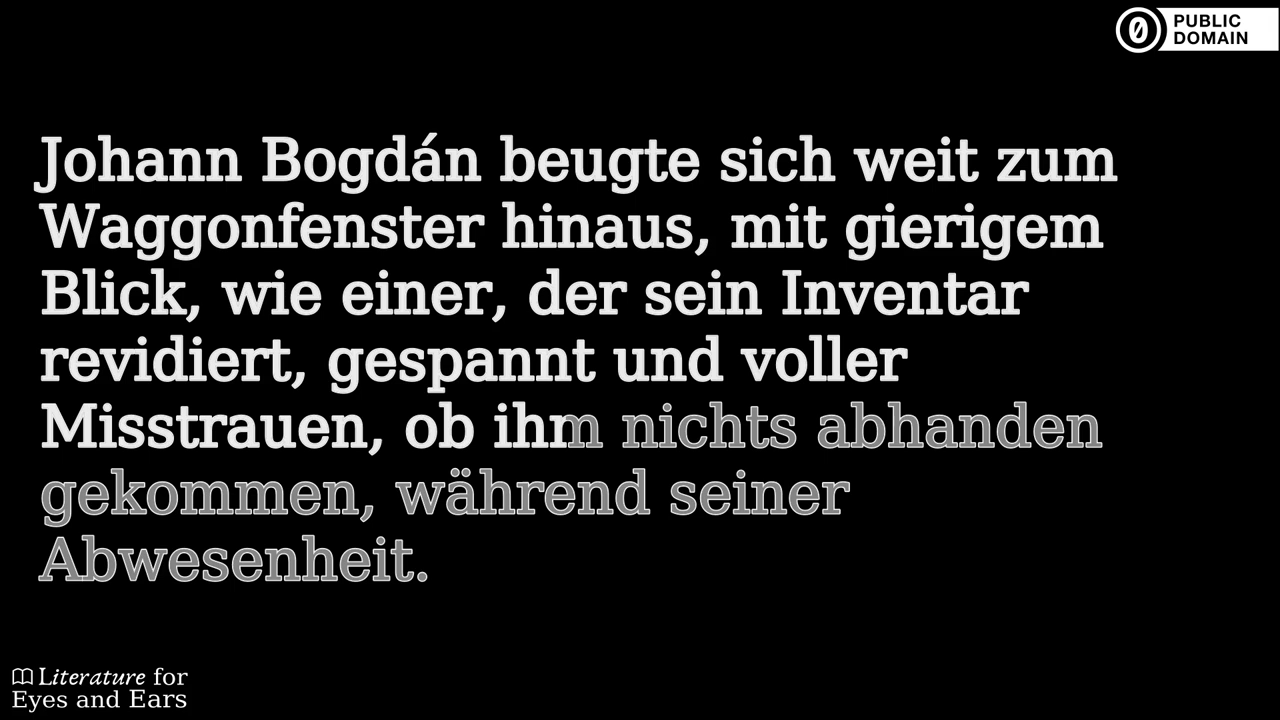 PUBLIC
DOMAIN
Johann Bogdán beugte sich weit zum
Waggonfenster hinaus, mit gierigem
Blick, wie einer, der sein Inventar
revidiert, gespannt und voller
Misstrauen, ob ihm nichts abhanden
gekommen, während seiner
Abwesenheit.
Literature for
Eyes and Ears